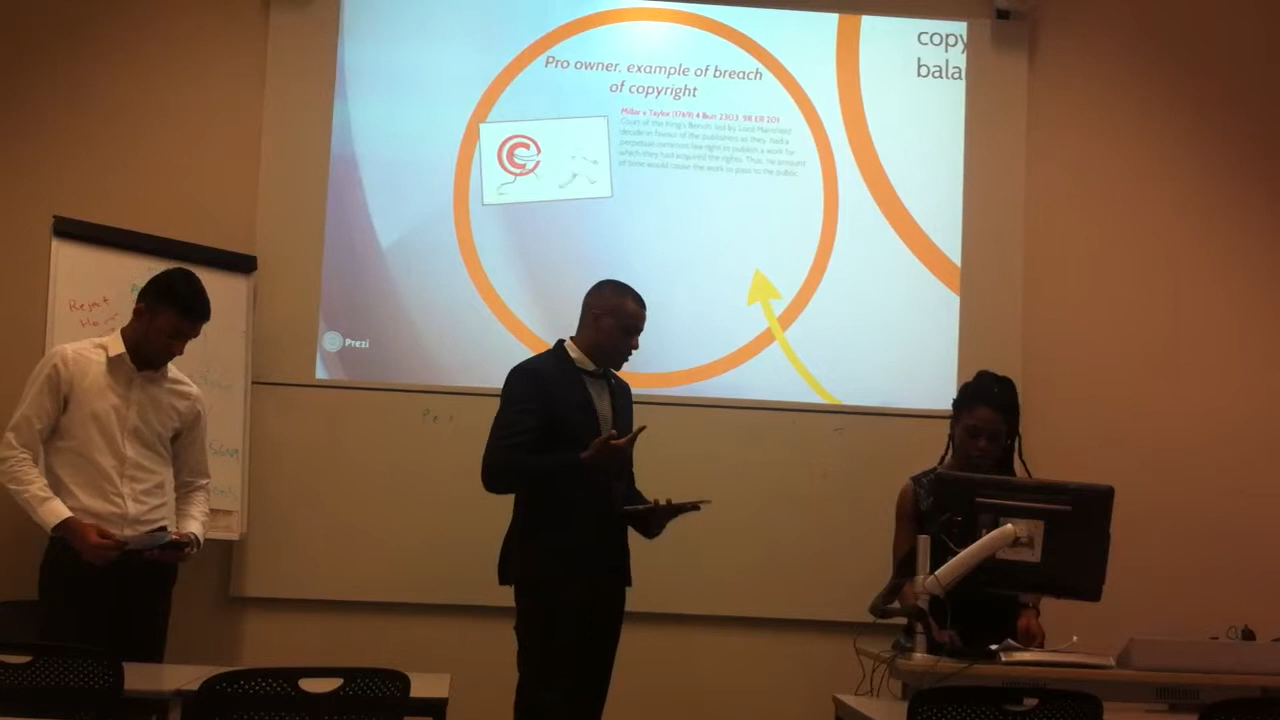 Pro owner, example of breach
of copyright
Millar v Taylor (1769) 4 Burr 2303, 98 ER 201
Court of the King's Bench, led by Lord Mansfield
decide in favour of the publishers as they had a
perpetual common law right to publish a work for
which they had acquired the rights. Thus, no amount
of time would cause the work to pass to the public.
copy
bala
Prezi
Reject